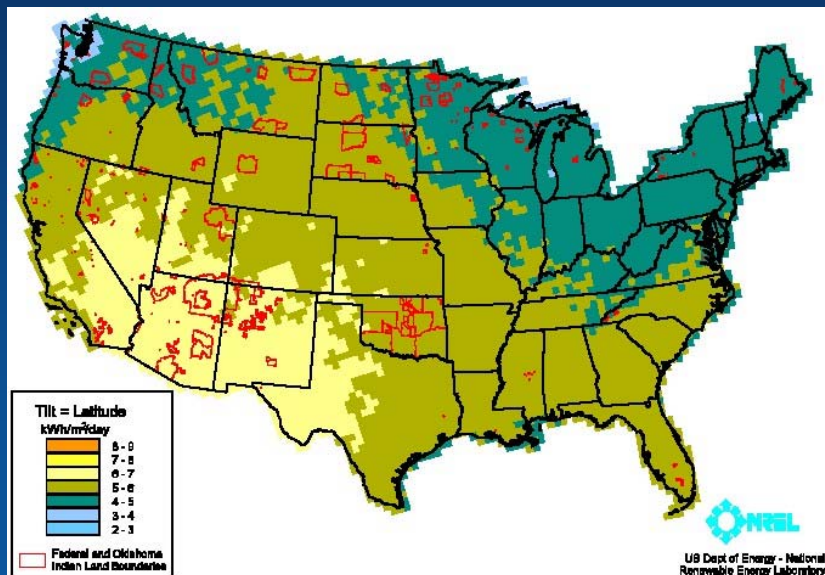 Tilt = Latitude
kWh/m²/day
8 - 9
7 - 8
6 - 7
5 - 6
4 - 5
3 - 4
2 - 3
Federal and Oklahoma
Indian Land Boundaries
NREL
US Dept of Energy - National
Renewable Energy Laboratory